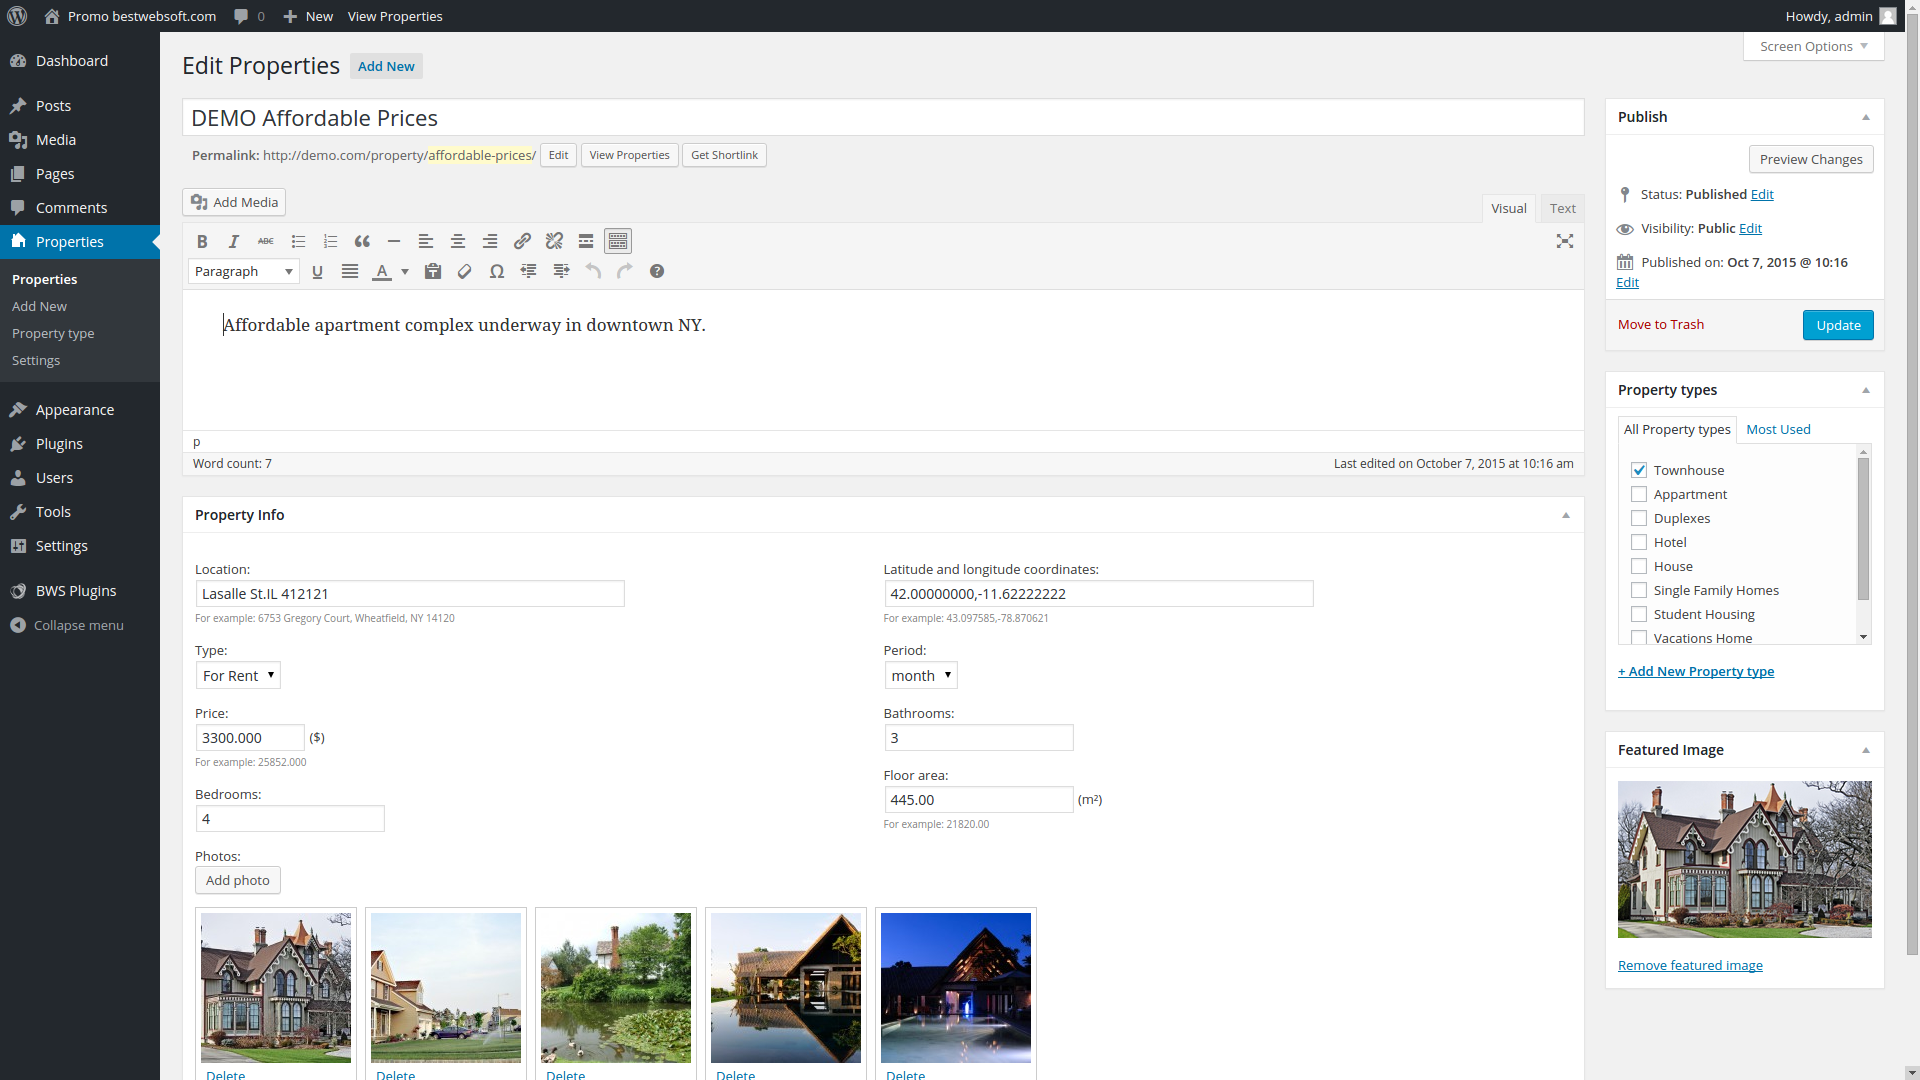 Promo bestwebsoft.com 0 New View Properties Howdy, admin
Screen Options
Dashboard
Posts
Media
Pages
Comments
Properties
Properties
Add New
Property type
Settings
Appearance
Plugins
Users
Tools
Settings
BWS Plugins
Collapse menu
Edit Properties Add New
DEMO Affordable Prices
Permalink: http://demo.com/property/affordable-prices/ Edit View Properties Get Shortlink
Add Media
Visual Text
B I ABC
Paragraph U A Ω ?
Affordable apartment complex underway in downtown NY.
p
Word count: 7 Last edited on October 7, 2015 at 10:16 am
Property Info
Location:
Lasalle St.IL 412121
For example: 6753 Gregory Court, Wheatfield, NY 14120
Type:
For Rent
Price:
3300.000 ($)
For example: 25852.000
Bedrooms:
4
Photos:
Add photo
Latitude and longitude coordinates:
42.00000000,-11.62222222
For example: 43.097585,-78.870621
Period:
month
Bathrooms:
3
Floor area:
445.00 (m²)
For example: 21820.00
Delete Delete Delete Delete Delete
Publish
Preview Changes
Status: Published Edit
Visibility: Public Edit
Published on: Oct 7, 2015 @ 10:16
Edit
Move to Trash Update
Property types
All Property types Most Used
Townhouse
Appartment
Duplexes
Hotel
House
Single Family Homes
Student Housing
Vacations Home
+ Add New Property type
Featured Image
Remove featured image